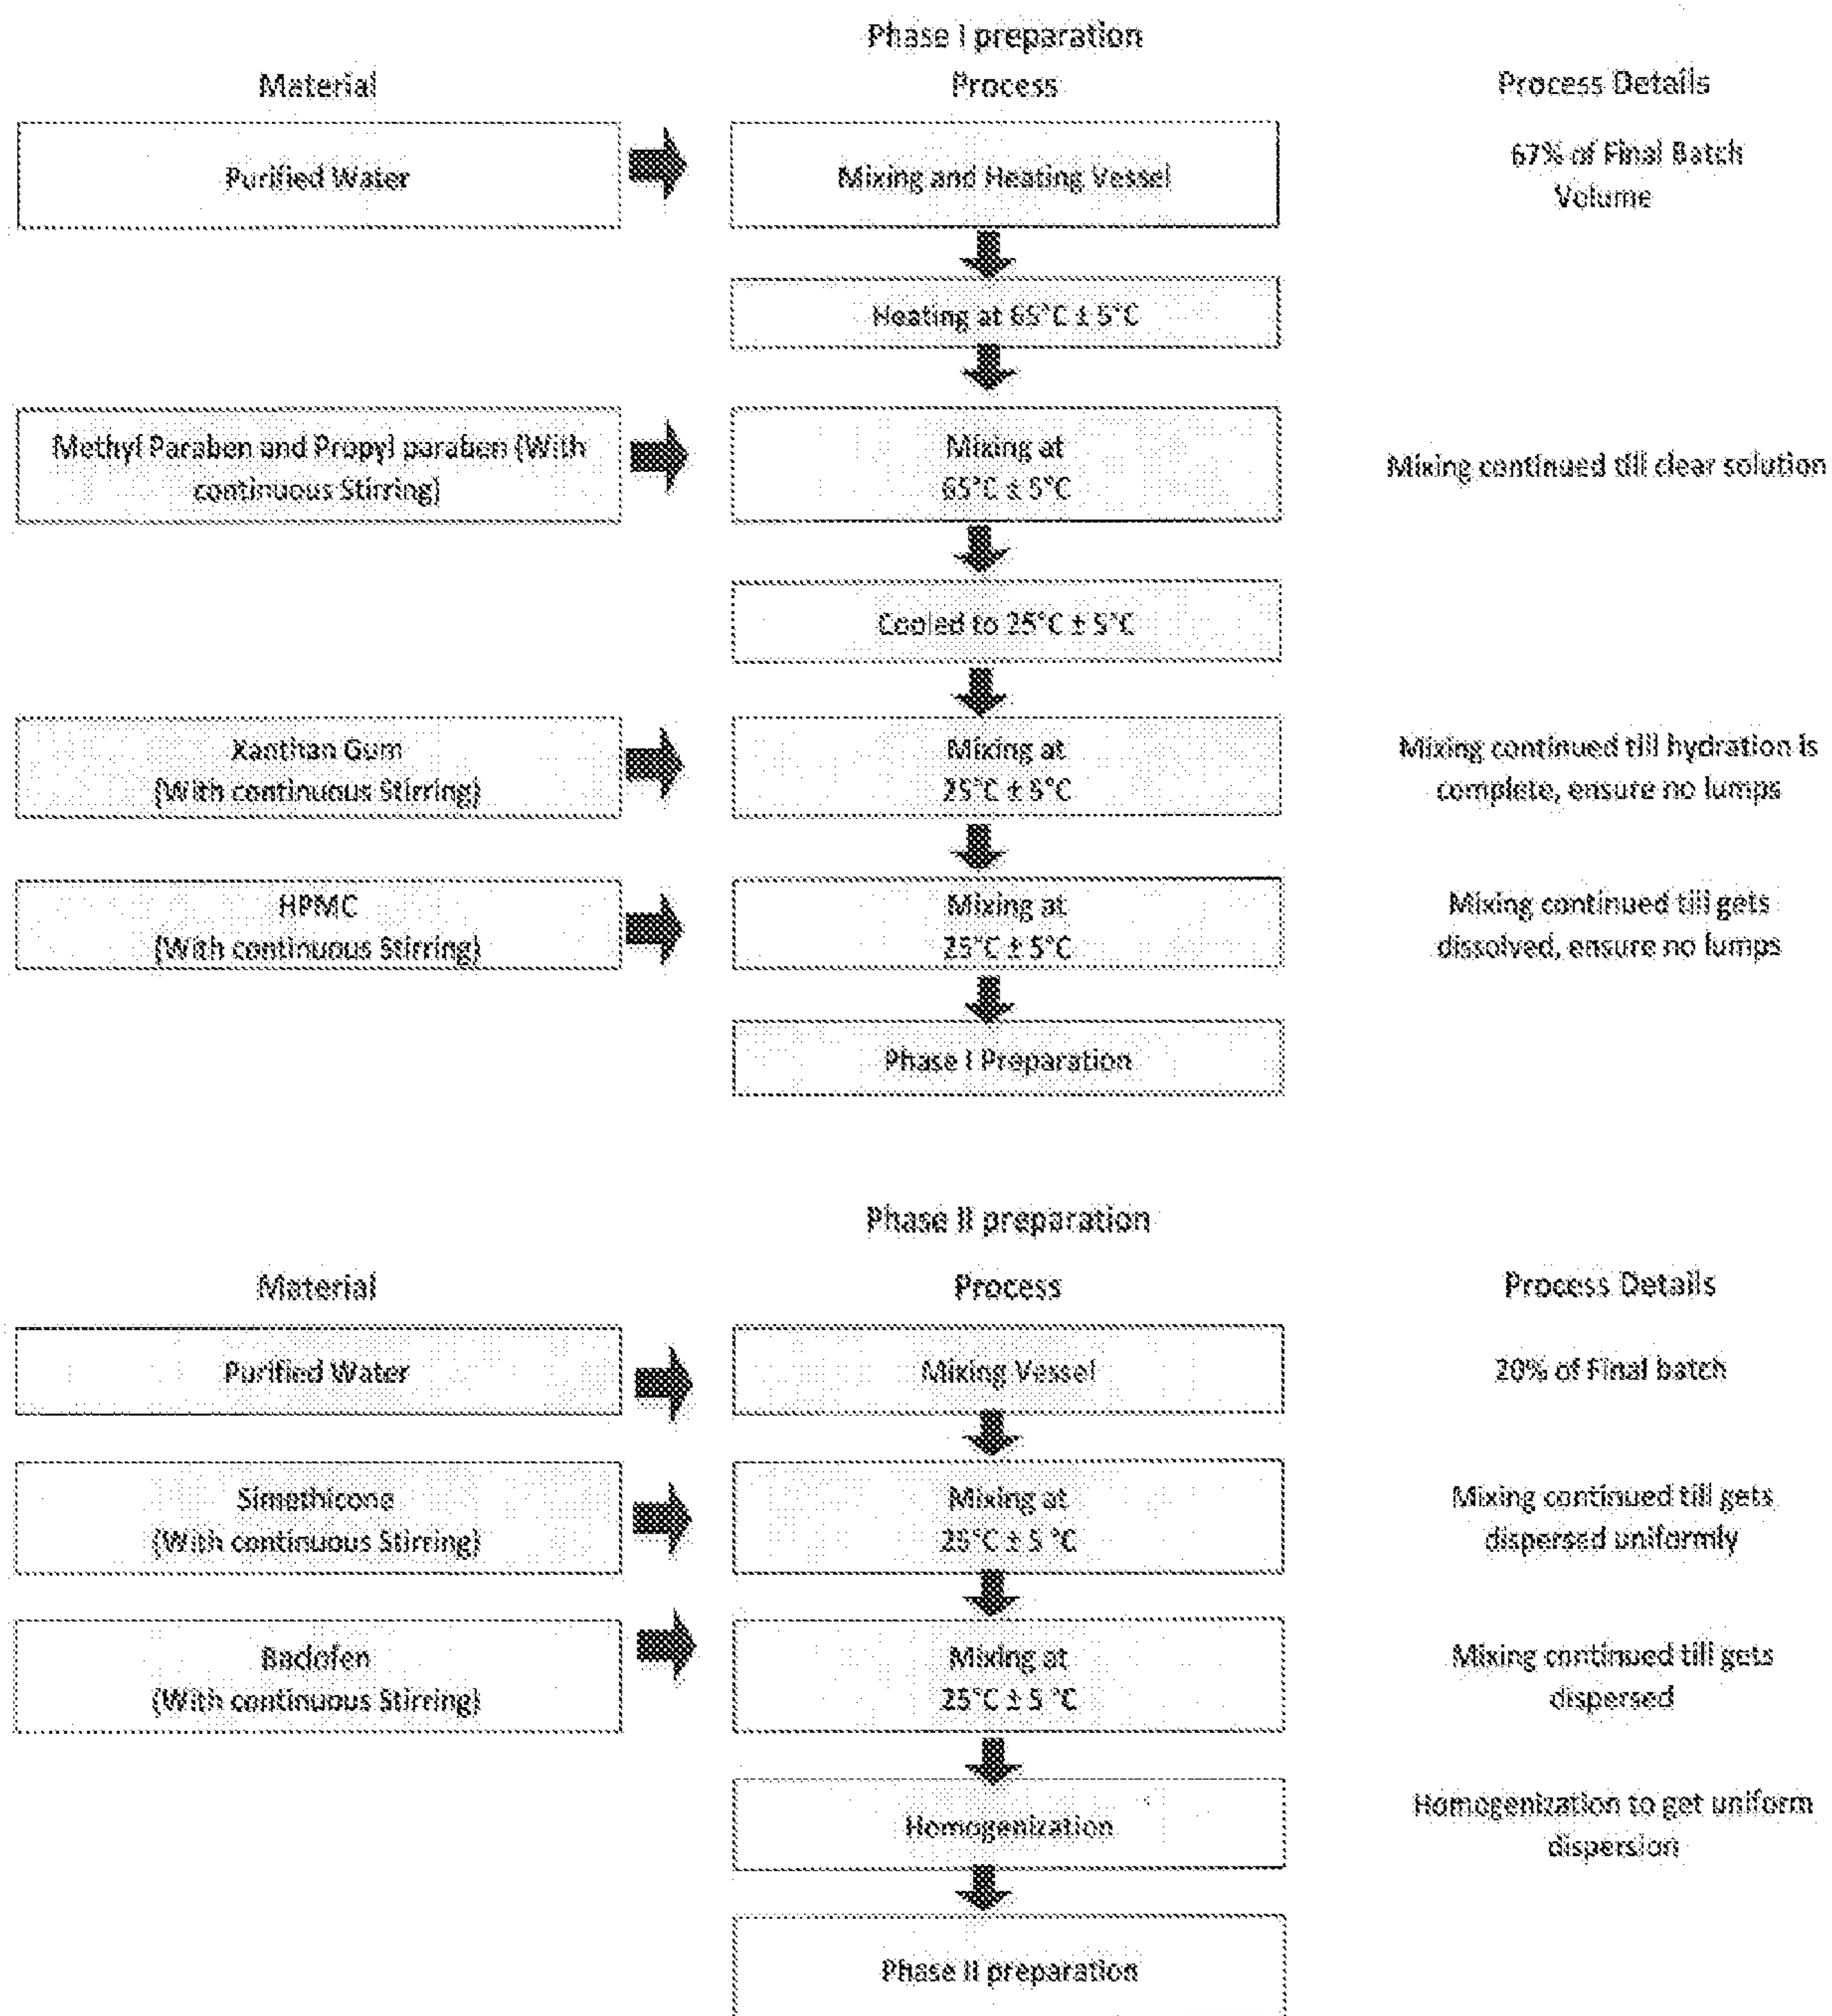 Phase I preparation
Material
Process
Process Details
Purified Water
Mixing and Heating Vessel
67% of Final Batch
Volume
Heating at 65°C ± 5°C
Methyl Paraben and Propyl paraben (With
continuous Stirring)
Mixing at
65°C ± 5°C
Mixing continued till clear solution
Cooled to 25°C ± 5°C
Xanthan Gum
(With continuous Stirring)
Mixing at
25°C ± 5°C
Mixing continued till hydration is
complete, ensure no lumps
HPMC
(With continuous Stirring)
Mixing at
25°C ± 5°C
Mixing continued till gets
dissolved, ensure no lumps
Phase I Preparation
Phase II preparation
Material
Process
Process Details
Purified Water
Mixing Vessel
20% of Final batch
Simethicone
(With continuous Stirring)
Mixing at
25°C ± 5 °C
Mixing continued till gets
dispersed uniformly
Baclofen
(With continuous Stirring)
Mixing at
25°C ± 5 °C
Mixing continued till gets
dispersed
Homogenization
Homogenization to get uniform
dispersion
Phase II preparation